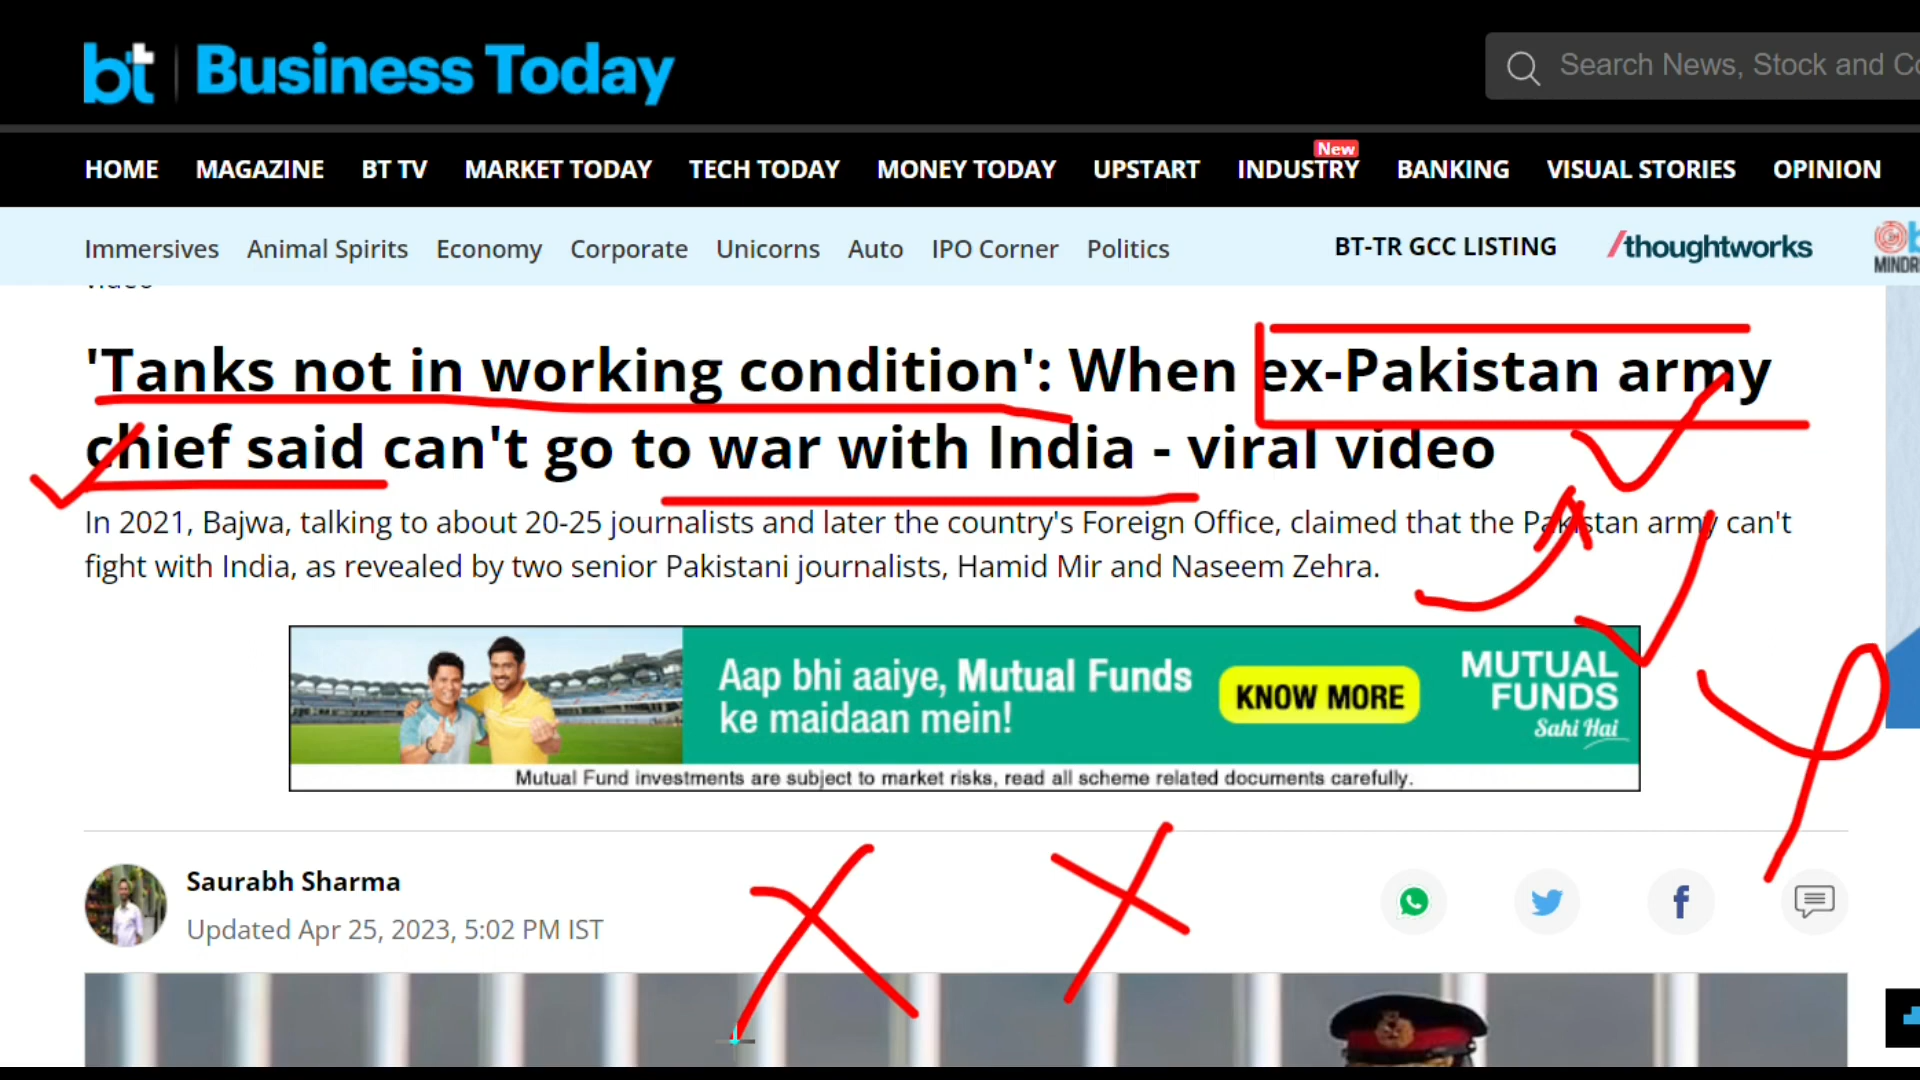 bt | Business Today
Search News, Stock and Co
HOME MAGAZINE BT TV MARKET TODAY TECH TODAY MONEY TODAY UPSTART INDUSTRY New BANKING VISUAL STORIES OPINION
Immersives Animal Spirits Economy Corporate Unicorns Auto IPO Corner Politics BT-TR GCC LISTING /thoughtworks
'Tanks not in working condition': When ex-Pakistan army
chief said can't go to war with India - viral video
In 2021, Bajwa, talking to about 20-25 journalists and later the country's Foreign Office, claimed that the Pakistan army can't
fight with India, as revealed by two senior Pakistani journalists, Hamid Mir and Naseem Zehra.
Aap bhi aaiye, Mutual Funds
ke maidaan mein!
KNOW MORE
MUTUAL
FUNDS
Sahi Hai
Mutual Fund investments are subject to market risks, read all scheme related documents carefully.
Saurabh Sharma
Updated Apr 25, 2023, 5:02 PM IST